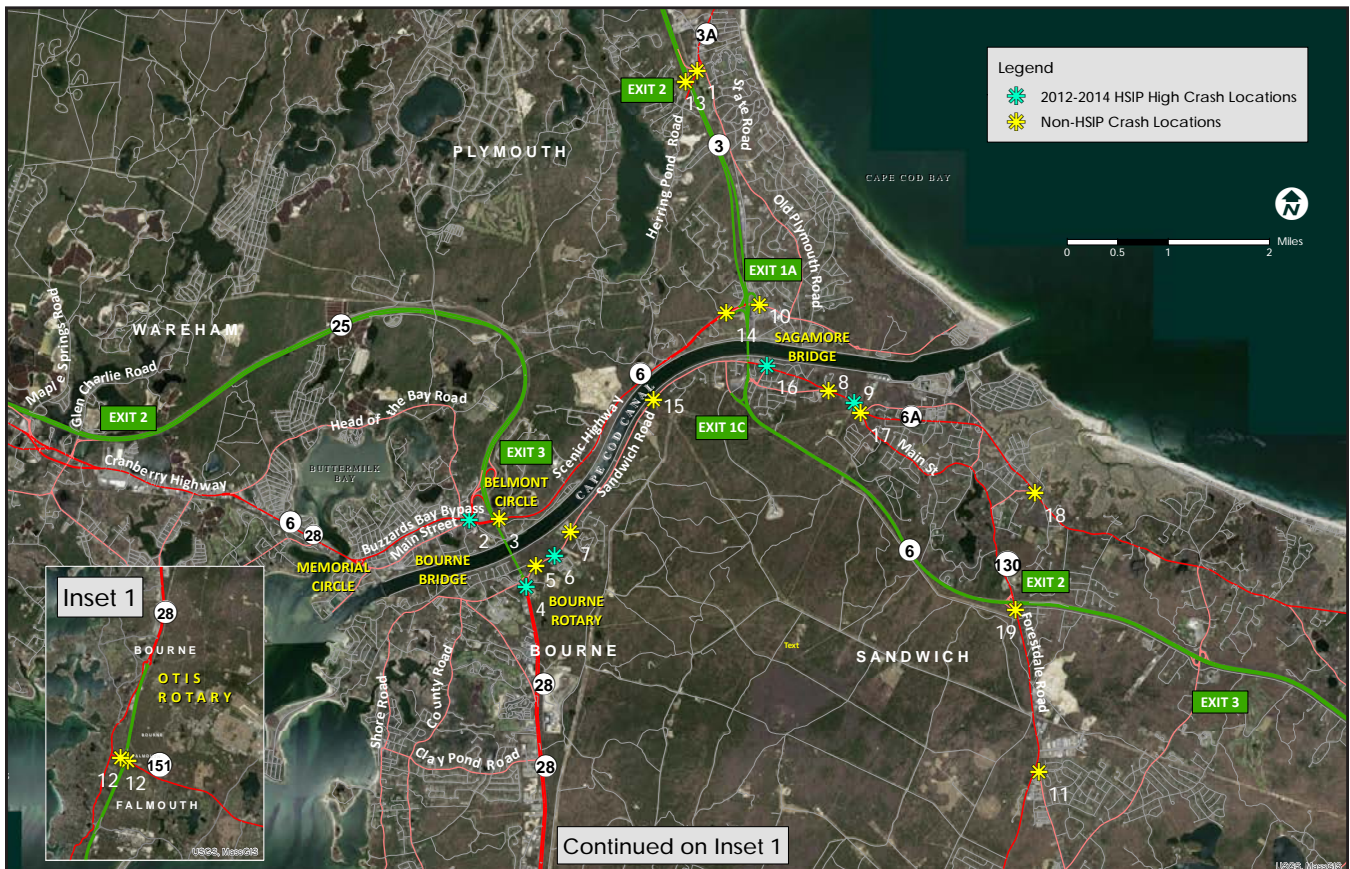 3A
Legend
2012-2014 HSIP High Crash Locations
Non-HSIP Crash Locations
EXIT 2
1
13
State Road
3
PLYMOUTH
Herring Pond Road
CAPE COD BAY
N
0 0.5 1 2 Miles
Old Plymouth Road
EXIT 1A
10
14
SAGAMORE
BRIDGE
WAREHAM
25
Maple Springs Road
Glen Charlie Road
EXIT 2
Head of the Bay Road
6
15
16
8
9
6A
17
Main St
EXIT 1C
Scenic Highway
CAPE COD CANAL
Sandwich Road
Cranberry Highway
BUTTERMILK
BAY
EXIT 3
BELMONT
CIRCLE
18
6
28
Buzzards Bay Bypass
Main Street
2
3
MEMORIAL
CIRCLE
BOURNE
BRIDGE
7
6
5
4
BOURNE
ROTARY
6
130
EXIT 2
19
Forestdale Road
BOURNE
Text
SANDWICH
28
Shore Road
County Road
Clay Pond Road
28
EXIT 3
11
Inset 1
28
BOURNE
OTIS
ROTARY
BOURNE
12
12
151
FALMOUTH
USGS, MassGIS
Continued on Inset 1
USGS, MassGIS